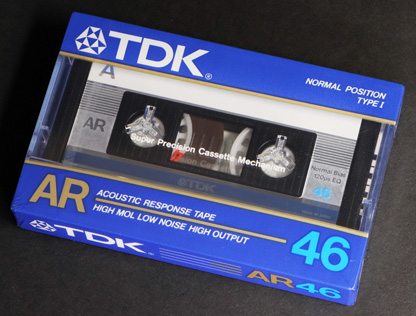 TDK
NORMAL POSITION
TYPE I
A
AR
Super Precision Cassette Mechanism
Normal Bias
120μs EQ
46
TDK
AR
ACOUSTIC RESPONSE TAPE
HIGH MOL LOW NOISE HIGH OUTPUT
46
TDK
AR46